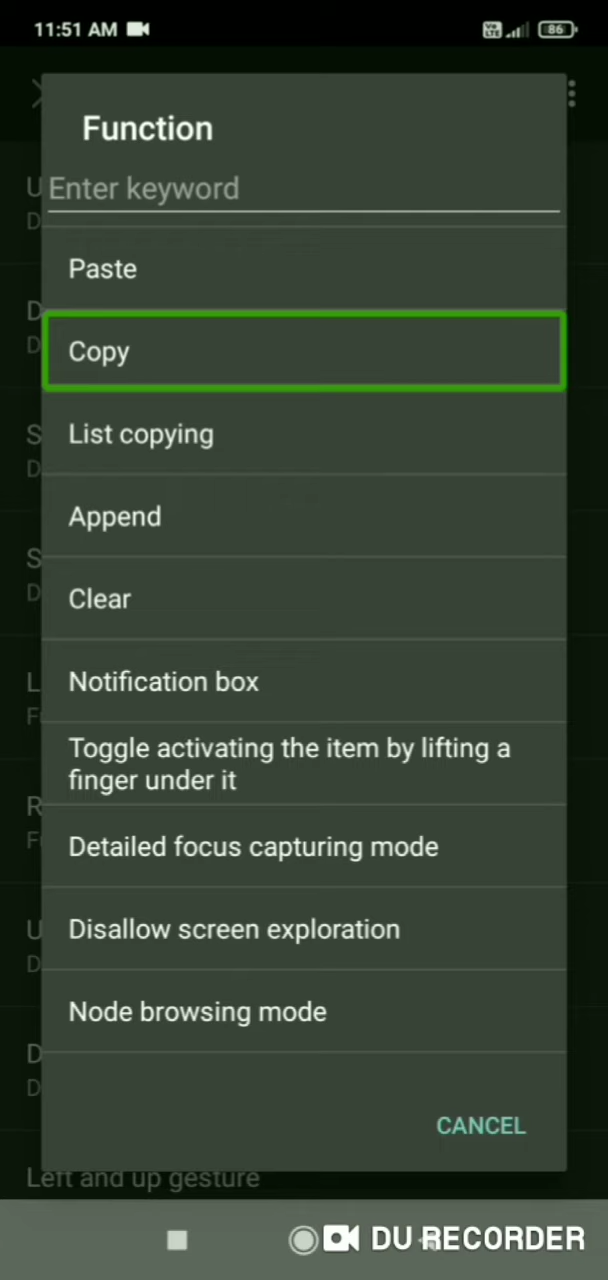 11:51 AM
VO LTE
86
Function
U
Enter keyword
D
Paste
D
Copy
D
S
List copying
D
Append
S
D
Clear
L
Notification box
F
Toggle activating the item by lifting a
finger under it
R
F
Detailed focus capturing mode
U
Disallow screen exploration
D
Node browsing mode
D
D
CANCEL
Left and up gesture
DU RECORDER